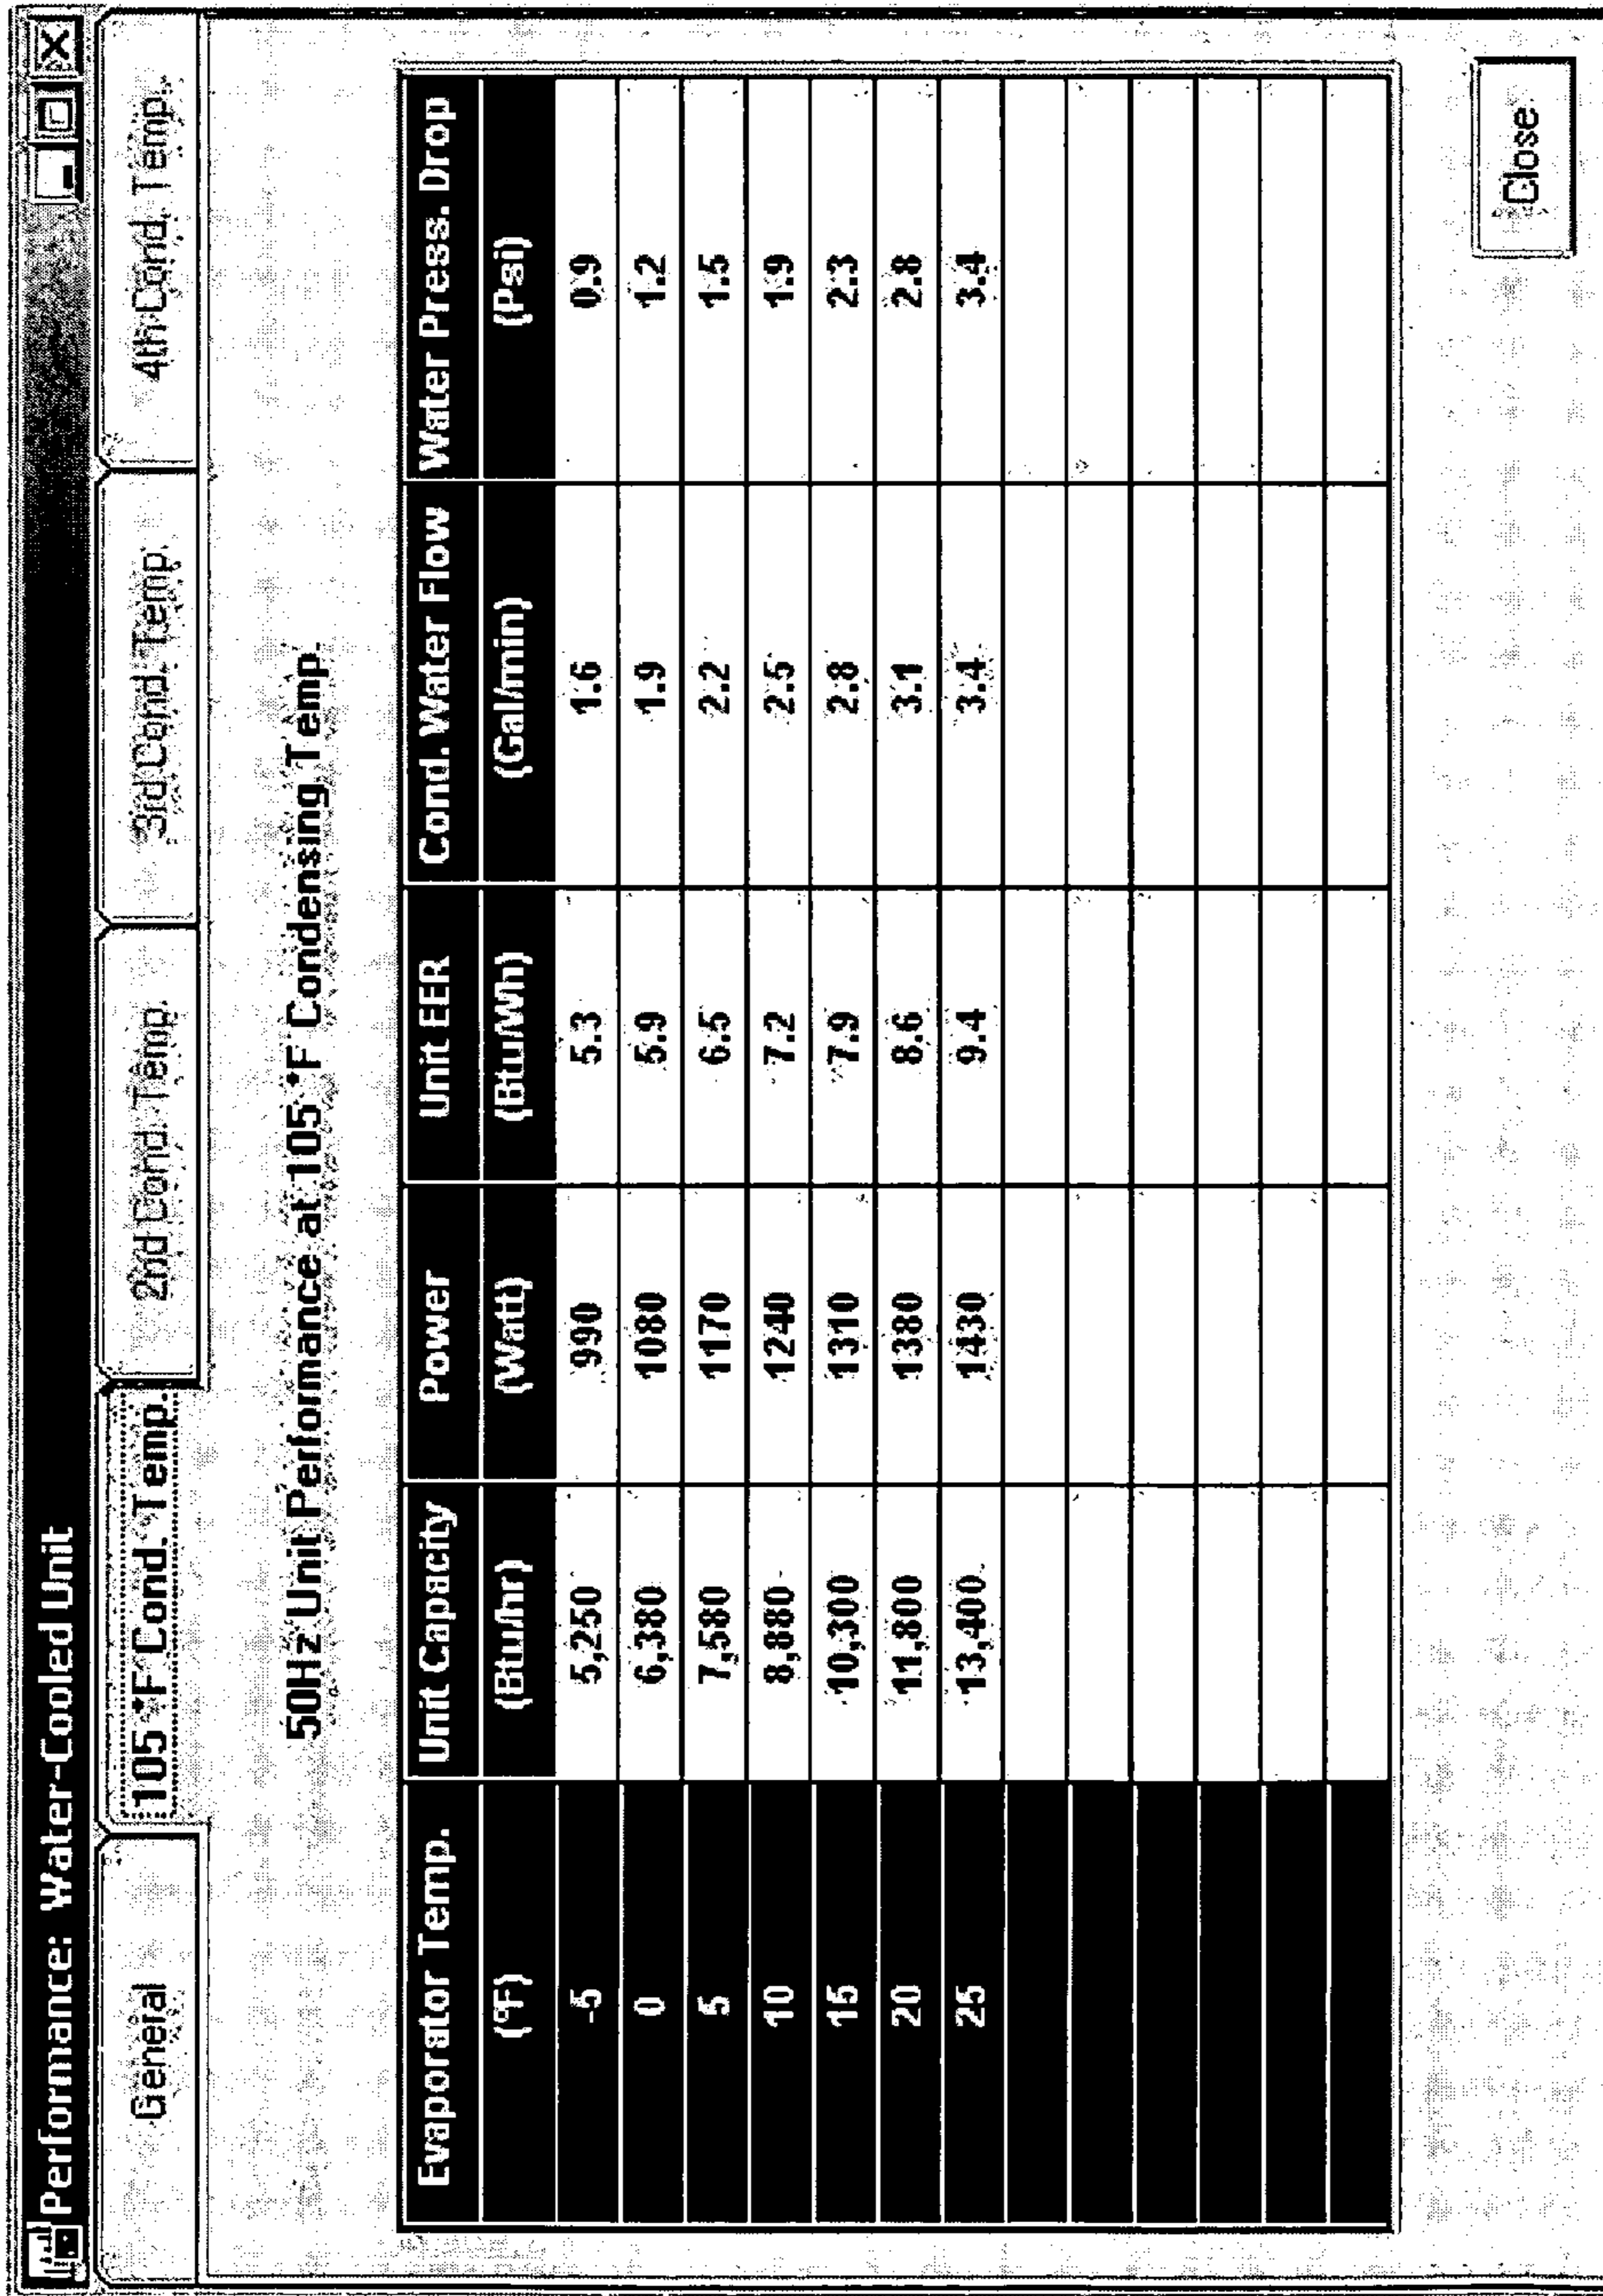 Performance: Water-Cooled Unit
General 105 °F Cond. Temp. 2nd Cond. Temp. 3rd Cond. Temp. 4th Cond. Temp.
50Hz Unit Performance at 105 °F Condensing Temp.
Evaporator Temp. Unit Capacity Power Unit EER Cond. Water Flow Water Press. Drop
(°F) (Btu/hr) (Watt) (Btu/Wh) (Gal/min) (Psi)
-5 5,250 990 5.3 1.6 0.9
0 6,380 1080 5.9 1.9 1.2
5 7,580 1170 6.5 2.2 1.5
10 8,880 1240 7.2 2.5 1.9
15 10,300 1310 7.9 2.8 2.3
20 11,800 1380 8.6 3.1 2.8
25 13,400 1430 9.4 3.4 3.4
Close